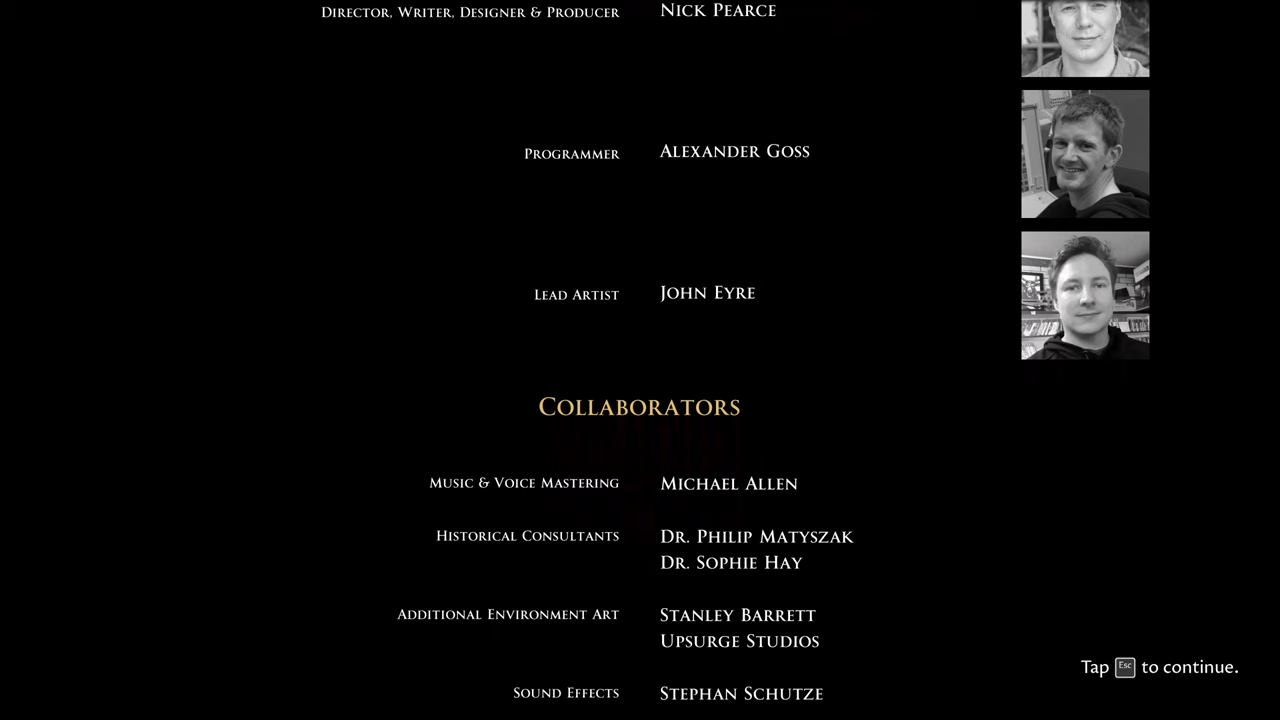 Director, Writer, Designer & Producer Nick Pearce
Programmer Alexander Goss
Lead Artist John Eyre
Collaborators
Music & Voice Mastering Michael Allen
Historical Consultants Dr. Philip Matyszak
Dr. Sophie Hay
Additional Environment Art Stanley Barrett
Upsurge Studios
Sound Effects Stephan Schutze
Tap Esc to continue.